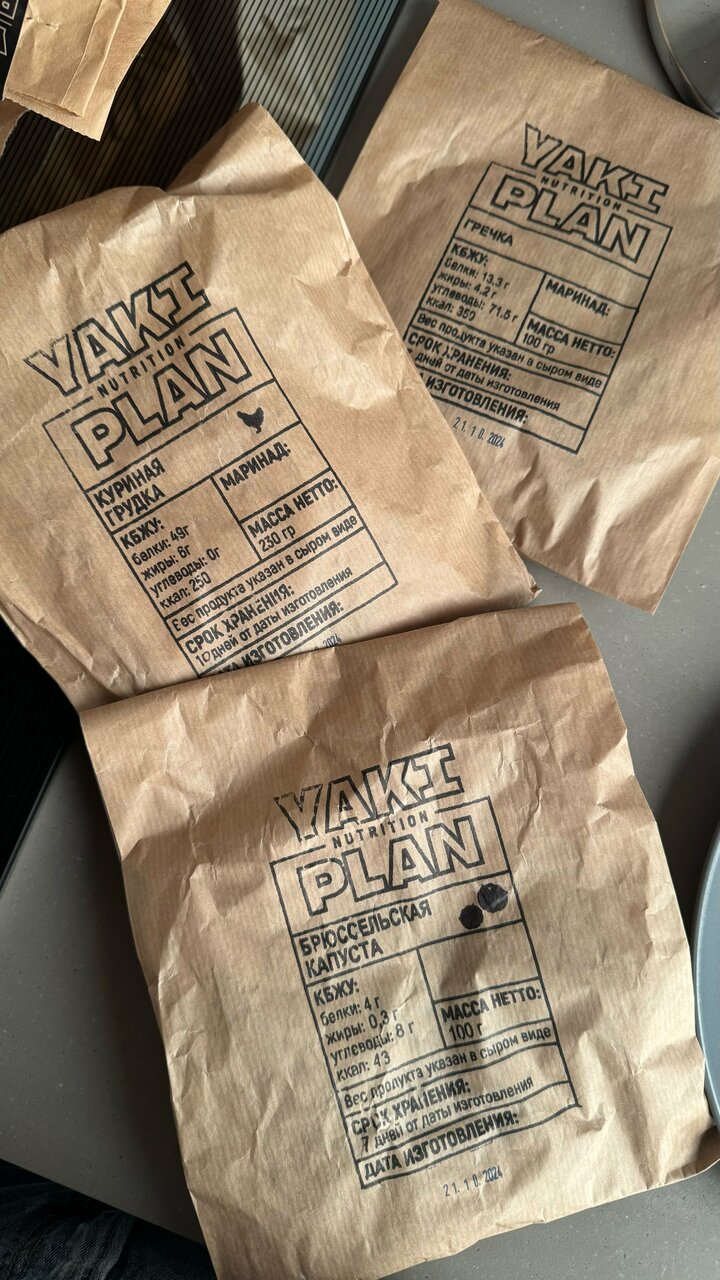 YAKI
NUTRITION
PLAN
КУРИНАЯ
ГРУДКА
КБЖУ:
белки: 49г
жиры: 6г
углеводы: 0г
ккал: 250
МАРИНАД:
МАССА НЕТТО:
230 гр
Вес продукта указан в сыром виде
СРОК ХРАНЕНИЯ:
10 дней от даты изготовления
ДАТА ИЗГОТОВЛЕНИЯ:
2024
YAKI
NUTRITION
PLAN
ГРЕЧКА
КБЖУ:
белки: 13.3 г
жиры: 4.2 г
углеводы: 71.5 г
ккал: 350
МАРИНАД:
МАССА НЕТТО:
100 гр
Вес продукта указан в сыром виде
СРОК ХРАНЕНИЯ:
дней от даты изготовления
ИЗГОТОВЛЕНИЯ:
21.10.2024
YAKI
NUTRITION
PLAN
БРЮССЕЛЬСКАЯ
КАПУСТА
КБЖУ:
белки: 4 г
жиры: 0,3 г
углеводы: 8 г
ккал: 43
МАССА НЕТТО:
100 г
Вес продукта указан в сыром виде
СРОК ХРАНЕНИЯ:
7 дней от даты изготовления
ДАТА ИЗГОТОВЛЕНИЯ:
21.10.2024